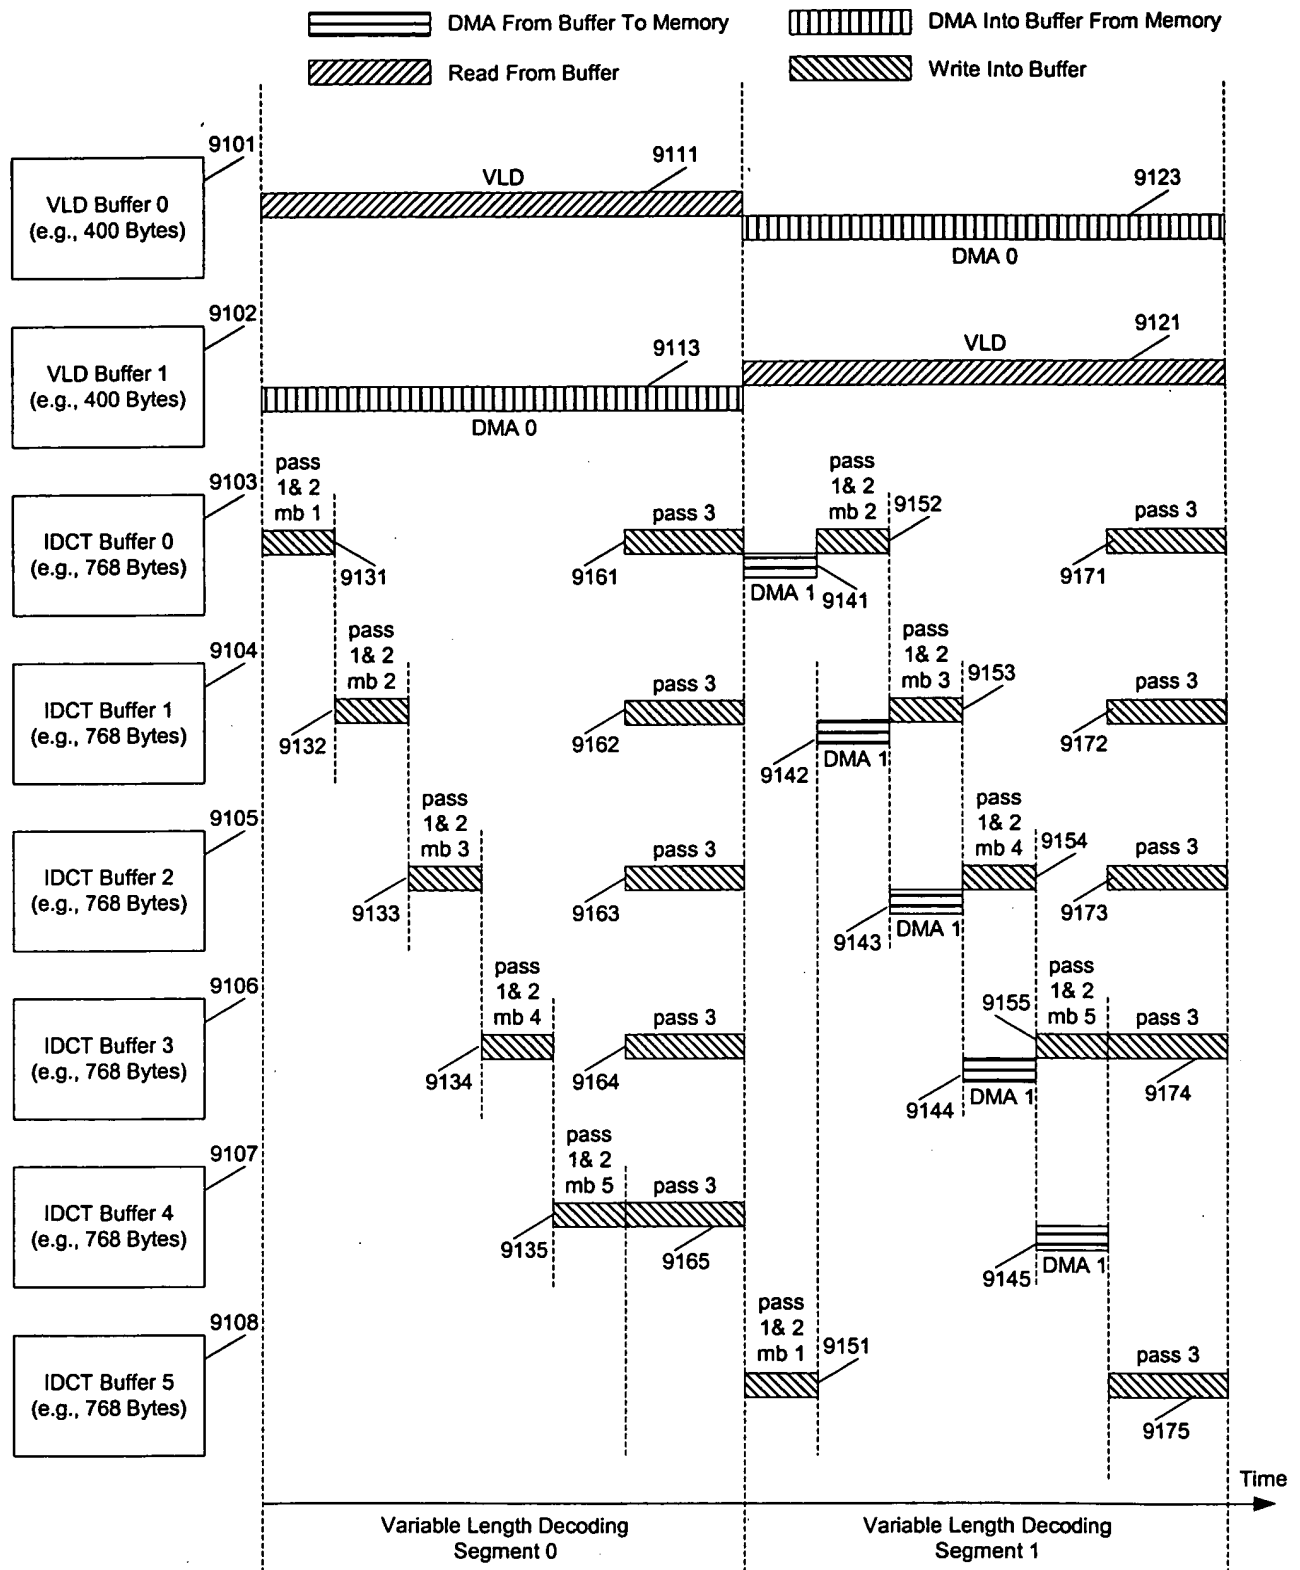 DMA From Buffer To Memory
DMA Into Buffer From Memory
Read From Buffer
Write Into Buffer
9101
VLD Buffer 0
(e.g., 400 Bytes)
VLD
9111
9123
DMA 0
9102
VLD Buffer 1
(e.g., 400 Bytes)
9113
DMA 0
VLD
9121
9103
IDCT Buffer 0
(e.g., 768 Bytes)
pass
1& 2
mb 1
9131
pass 3
9161
DMA 1
9141
pass
1& 2
mb 2
9152
pass 3
9171
9104
IDCT Buffer 1
(e.g., 768 Bytes)
pass
1& 2
mb 2
9132
pass 3
9162
DMA 1
9142
pass
1& 2
mb 3
9153
pass 3
9172
9105
IDCT Buffer 2
(e.g., 768 Bytes)
pass
1& 2
mb 3
9133
pass 3
9163
DMA 1
9143
pass
1& 2
mb 4
9154
pass 3
9173
9106
IDCT Buffer 3
(e.g., 768 Bytes)
pass
1& 2
mb 4
9134
pass 3
9164
DMA 1
9144
pass
1& 2
mb 5
9155
pass 3
9174
9107
IDCT Buffer 4
(e.g., 768 Bytes)
pass
1& 2
mb 5
9135
pass 3
9165
DMA 1
9145
9108
IDCT Buffer 5
(e.g., 768 Bytes)
pass
1& 2
mb 1
9151
pass 3
9175
Time
Variable Length Decoding
Segment 0
Variable Length Decoding
Segment 1